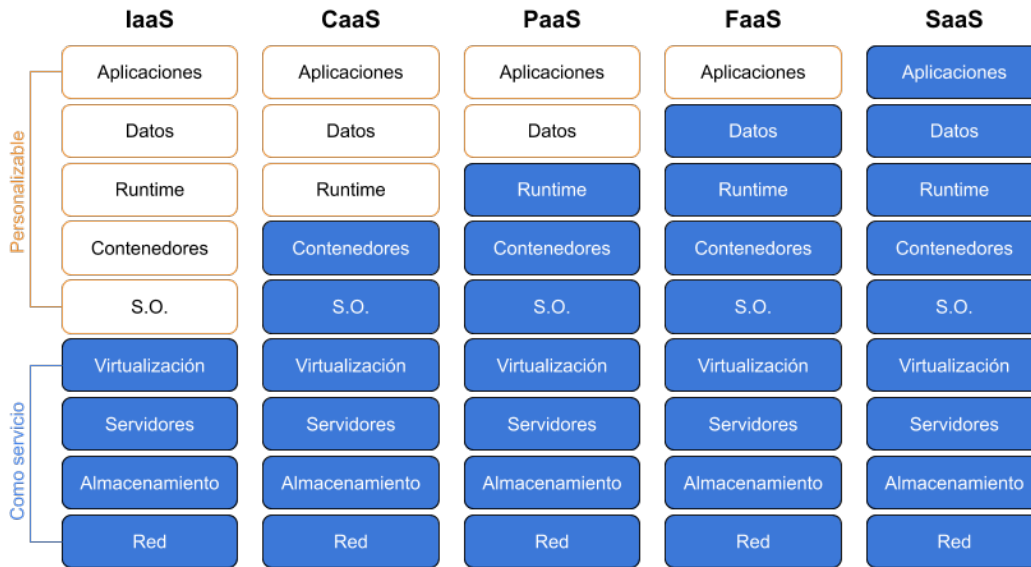 IaaS CaaS PaaS FaaS SaaS
Aplicaciones Aplicaciones Aplicaciones Aplicaciones Aplicaciones
Datos Datos Datos Datos Datos
Runtime Runtime Runtime Runtime Runtime
Contenedores Contenedores Contenedores Contenedores Contenedores
S.O. S.O. S.O. S.O. S.O.
Virtualización Virtualización Virtualización Virtualización Virtualización
Servidores Servidores Servidores Servidores Servidores
Almacenamiento Almacenamiento Almacenamiento Almacenamiento Almacenamiento
Red Red Red Red Red
Personalizable
Como servicio